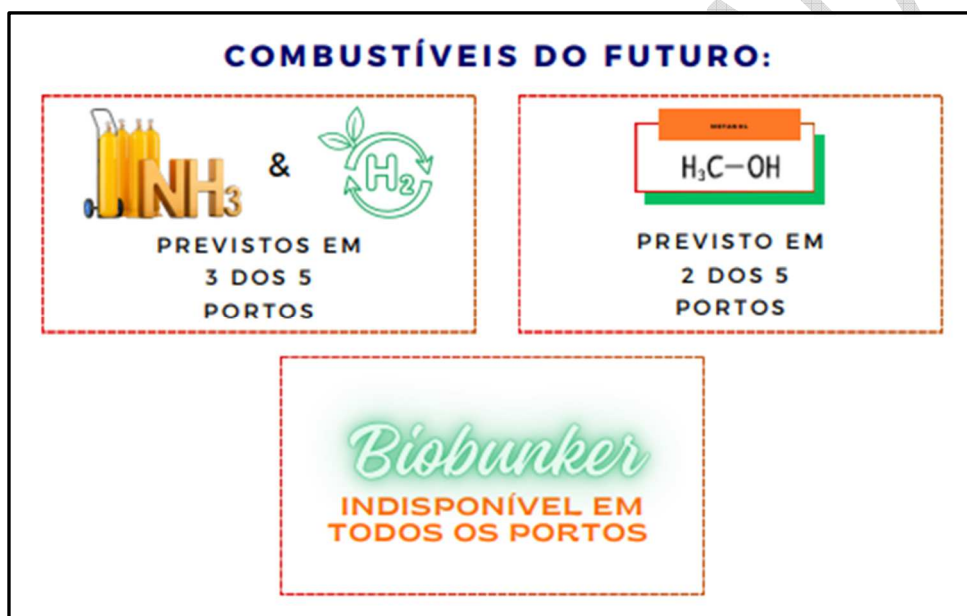 COMBUSTÍVEIS DO FUTURO:
NH3 & H2
PREVISTOS EM
3 DOS 5
PORTOS
METANOL
H₃C—OH
PREVISTO EM
2 DOS 5
PORTOS
Biobunker
INDISPONÍVEL EM
TODOS OS PORTOS